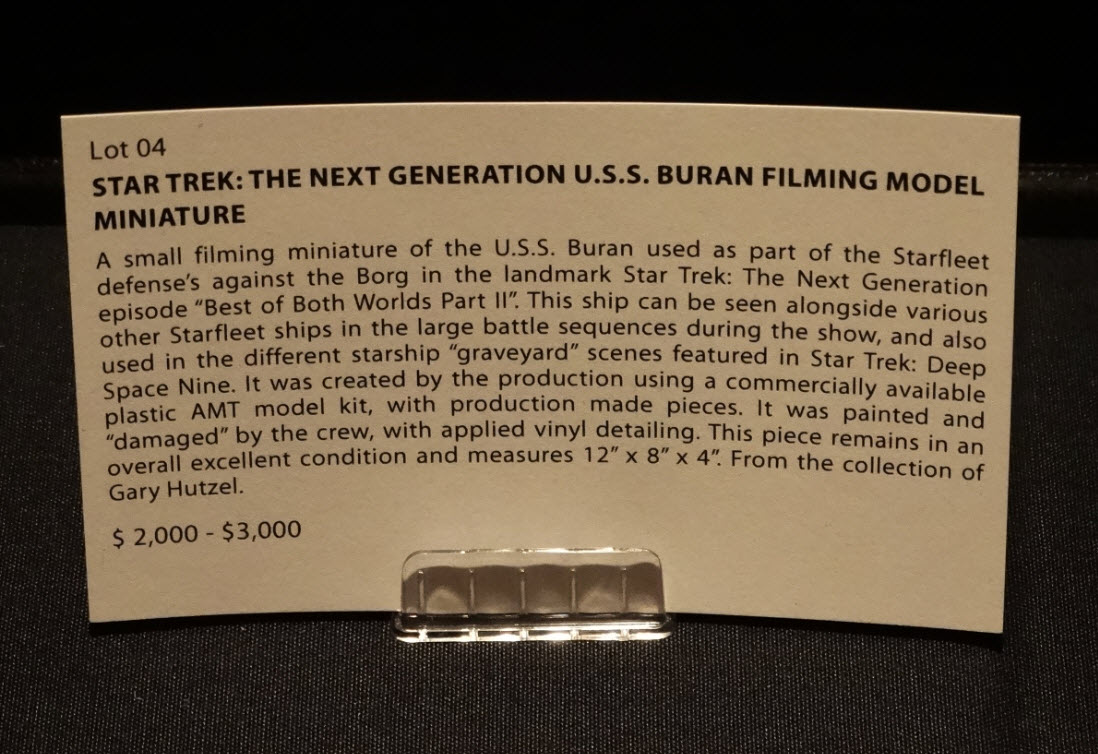 Lot 04
STAR TREK: THE NEXT GENERATION U.S.S. BURAN FILMING MODEL
MINIATURE
A small filming miniature of the U.S.S. Buran used as part of the Starfleet
defense's against the Borg in the landmark Star Trek: The Next Generation
episode “Best of Both Worlds Part II”. This ship can be seen alongside various
other Starfleet ships in the large battle sequences during the show, and also
used in the different starship “graveyard” scenes featured in Star Trek: Deep
Space Nine. It was created by the production using a commercially available
plastic AMT model kit, with production made pieces. It was painted and
“damaged” by the crew, with applied vinyl detailing. This piece remains in an
overall excellent condition and measures 12” x 8” x 4”. From the collection of
Gary Hutzel.
$ 2,000 - $3,000